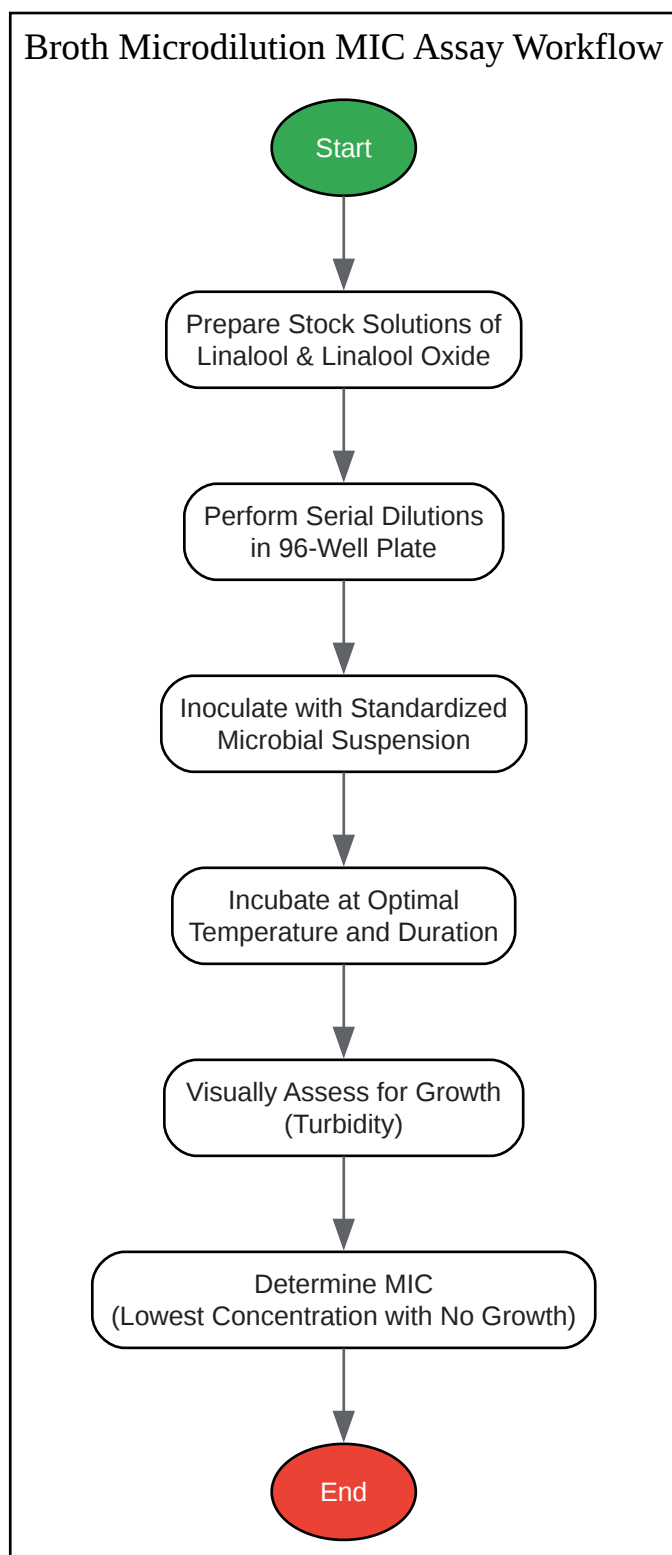 Broth Microdilution MIC Assay Workflow
Start
Prepare Stock Solutions of
Linalool & Linalool Oxide
Perform Serial Dilutions
in 96-Well Plate
Inoculate with Standardized
Microbial Suspension
Incubate at Optimal
Temperature and Duration
Visually Assess for Growth
(Turbidity)
Determine MIC
(Lowest Concentration with No Growth)
End